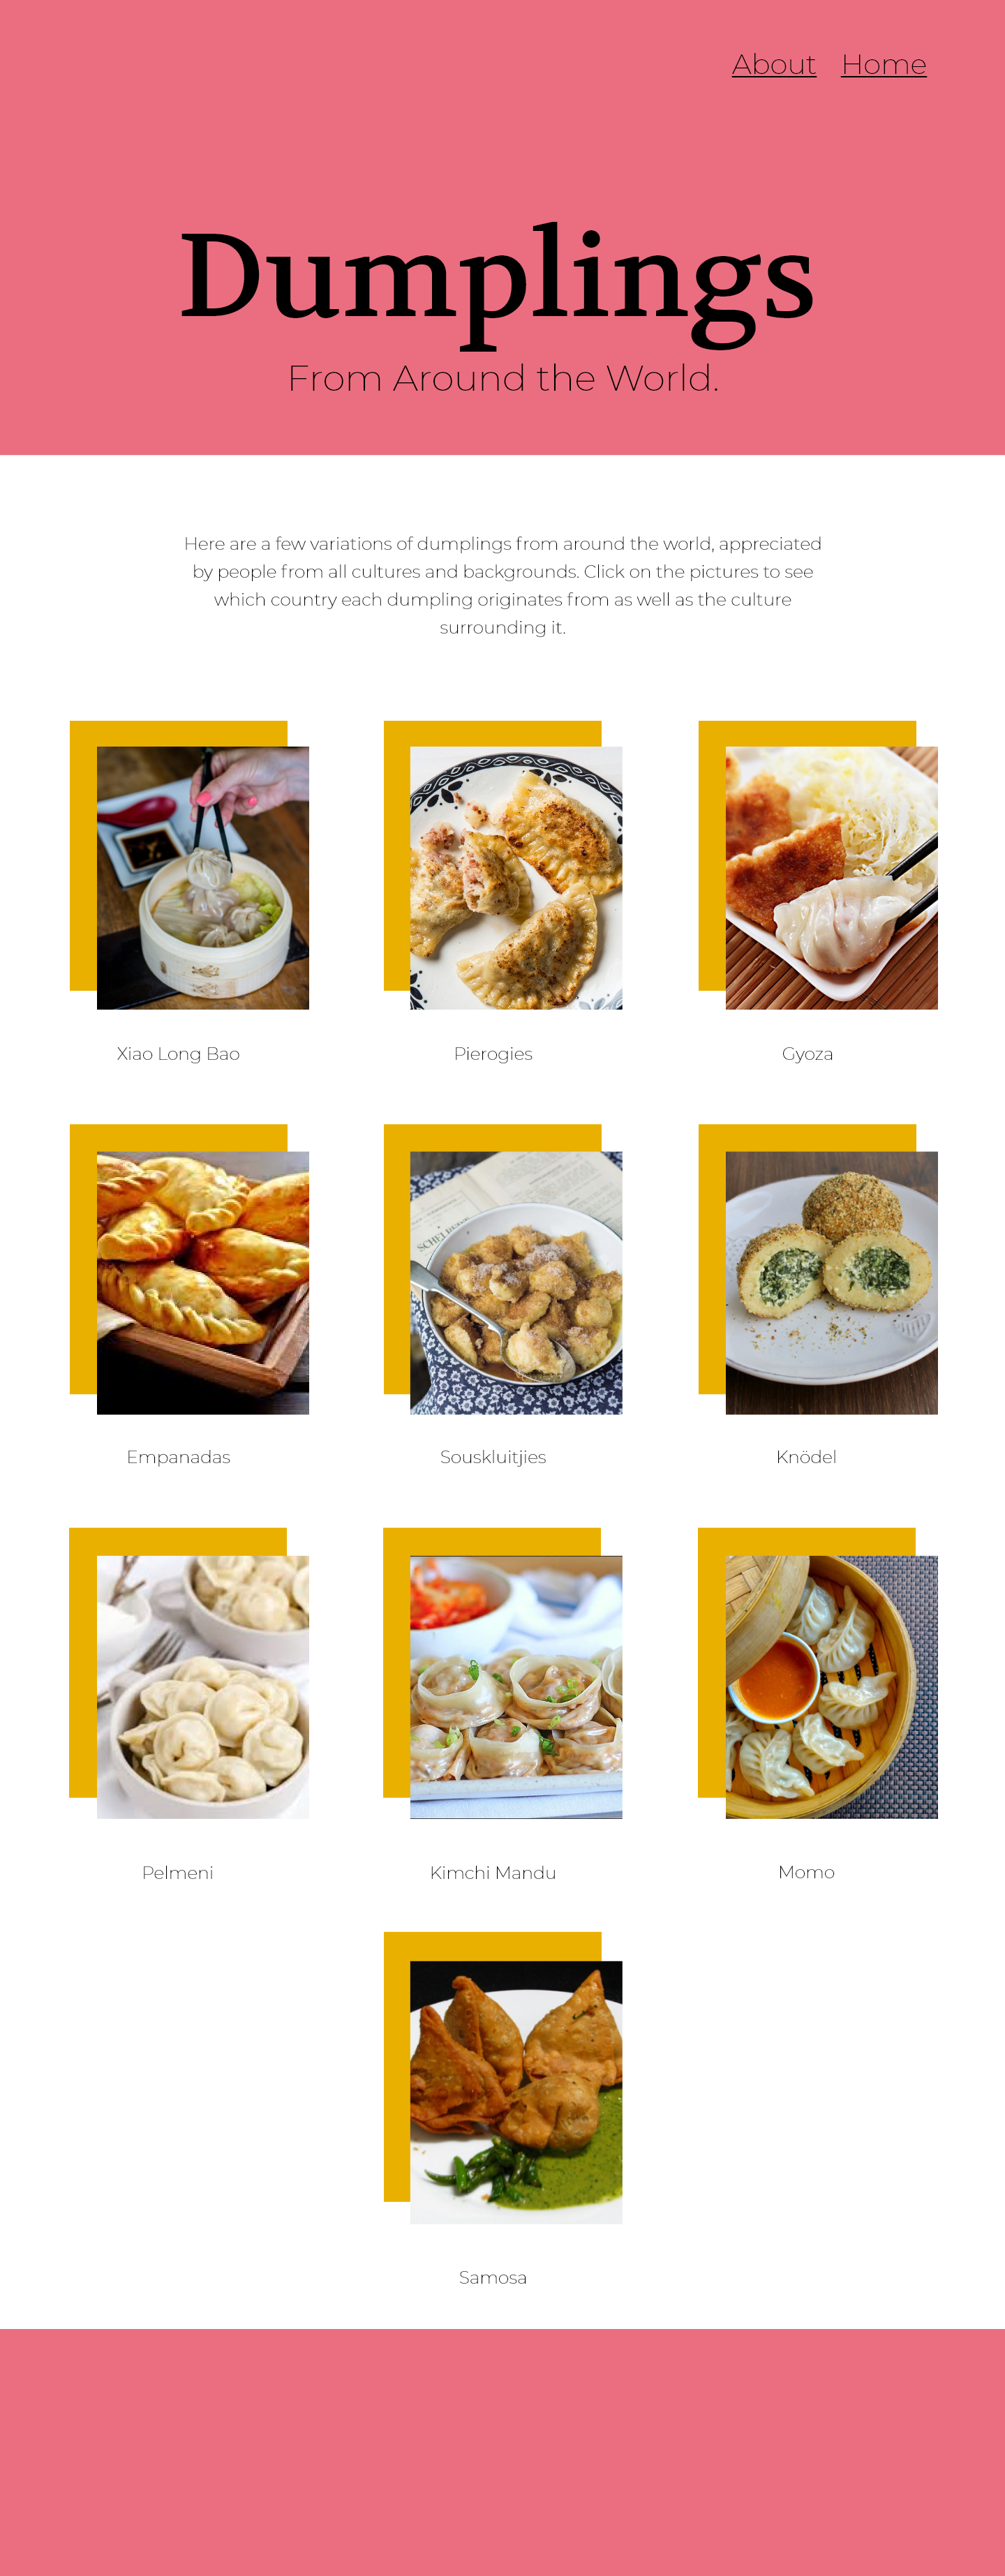 About Home
Dumplings
From Around the World.
Here are a few variations of dumplings from around the world, appreciated
by people from all cultures and backgrounds. Click on the pictures to see
which country each dumpling originates from as well as the culture
surrounding it.
Xiao Long Bao
Pierogies
Gyoza
Empanadas
Souskluitjies
Knödel
Pelmeni
Kimchi Mandu
Momo
Samosa